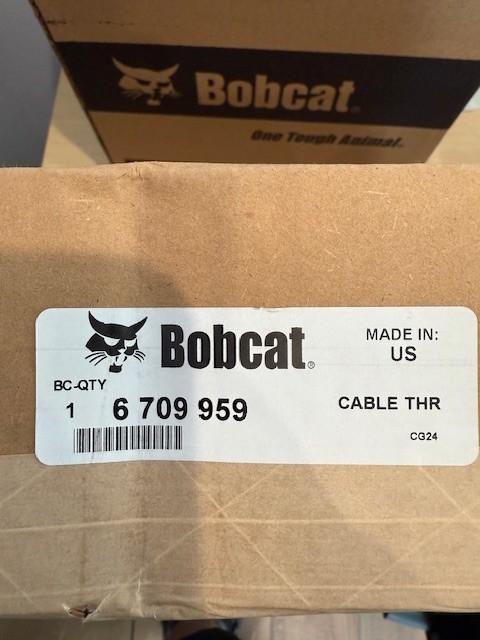 Bobcat
One Tough Animal.
Bobcat®
MADE IN:
US
BC-QTY
1 6 709 959
CABLE THR
CG24